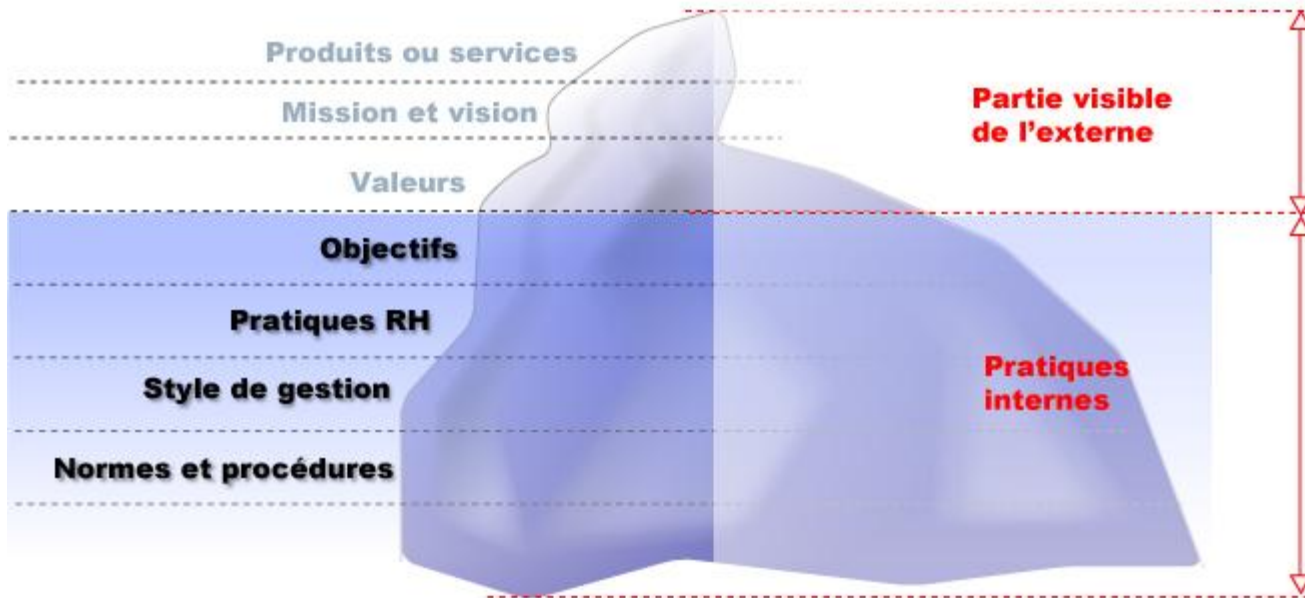 Produits ou services
Mission et vision
Valeurs
Objectifs
Pratiques RH
Style de gestion
Normes et procédures
Partie visible
de l'externe
Pratiques
internes